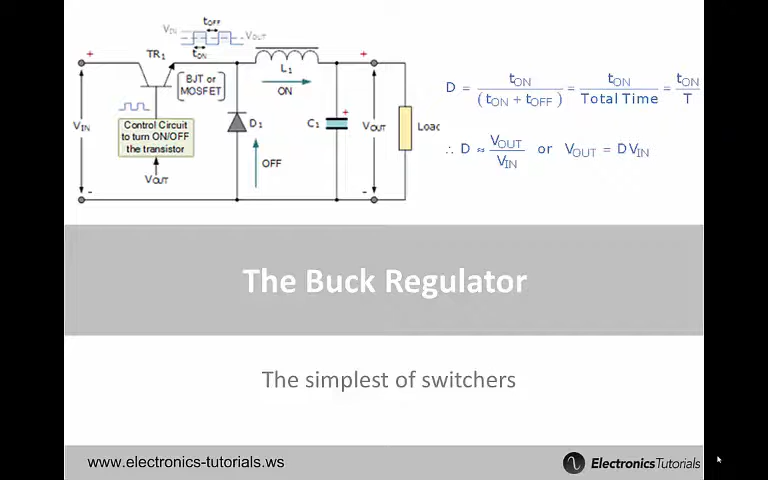 VIN
tOFF
VOUT
tON
+
TR1
L1
+
BJT or
MOSFET
ON
VIN
Control Circuit
to turn ON/OFF
the transistor
D1
C1
+
VOUT
Load
OFF
VOUT
-
-
D = tON / (tON + tOFF) = tON / Total Time = tON / T
∴ D ≈ VOUT / VIN or VOUT = D VIN
The Buck Regulator
The simplest of switchers
www.electronics-tutorials.ws
ElectronicsTutorials